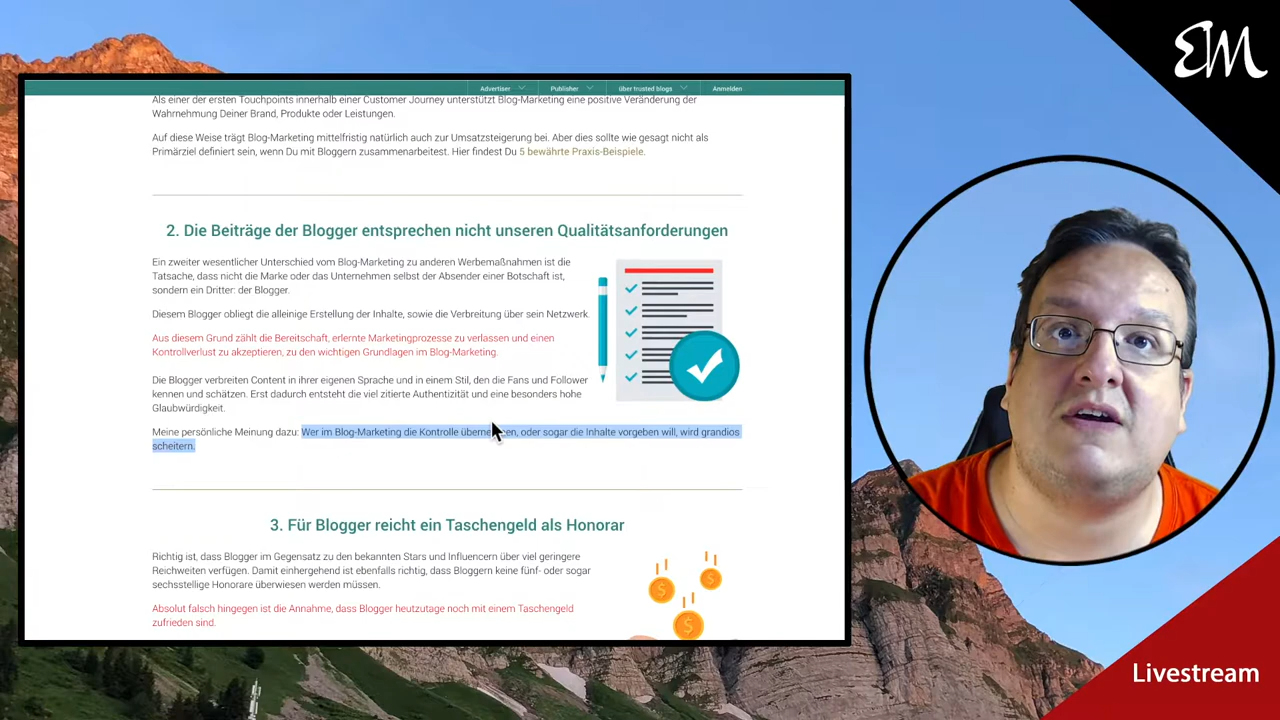 EM
Advertiser
Publisher
über trusted blogs
Anmelden
Als einer der ersten Touchpoints innerhalb einer Customer Journey unterstützt Blog-Marketing eine positive Veränderung der
Wahrnehmung Deiner Brand, Produkte oder Leistungen.
Auf diese Weise trägt Blog-Marketing mittelfristig natürlich auch zur Umsatzsteigerung bei. Aber dies sollte wie gesagt nicht als
Primärziel definiert sein, wenn Du mit Bloggern zusammenarbeitest. Hier findest Du 5 bewährte Praxis-Beispiele.
2. Die Beiträge der Blogger entsprechen nicht unseren Qualitätsanforderungen
Ein zweiter wesentlicher Unterschied vom Blog-Marketing zu anderen Werbemaßnahmen ist die
Tatsache, dass nicht die Marke oder das Unternehmen selbst der Absender einer Botschaft ist,
sondern ein Dritter: der Blogger.
Diesem Blogger obliegt die alleinige Erstellung der Inhalte, sowie die Verbreitung über sein Netzwerk.
Aus diesem Grund zählt die Bereitschaft, erlernte Marketingprozesse zu verlassen und einen
Kontrollverlust zu akzeptieren, zu den wichtigen Grundlagen im Blog-Marketing.
Die Blogger verbreiten Content in ihrer eigenen Sprache und in einem Stil, den die Fans und Follower
kennen und schätzen. Erst dadurch entsteht die viel zitierte Authentizität und eine besonders hohe
Glaubwürdigkeit.
Meine persönliche Meinung dazu: Wer im Blog-Marketing die Kontrolle oder sogar die Inhalte vorgeben will, wird grandios
scheitern.
3. Für Blogger reicht ein Taschengeld als Honorar
Richtig ist, dass Blogger im Gegensatz zu den bekannten Stars und Influencern über viel geringere
Reichweiten verfügen. Damit einhergehend ist ebenfalls richtig, dass Bloggern keine fünf- oder sogar
sechsstellige Honorare überwiesen werden müssen.
Absolut falsch hingegen ist die Annahme, dass Blogger heutzutage noch mit einem Taschengeld
zufrieden sind.
Livestream